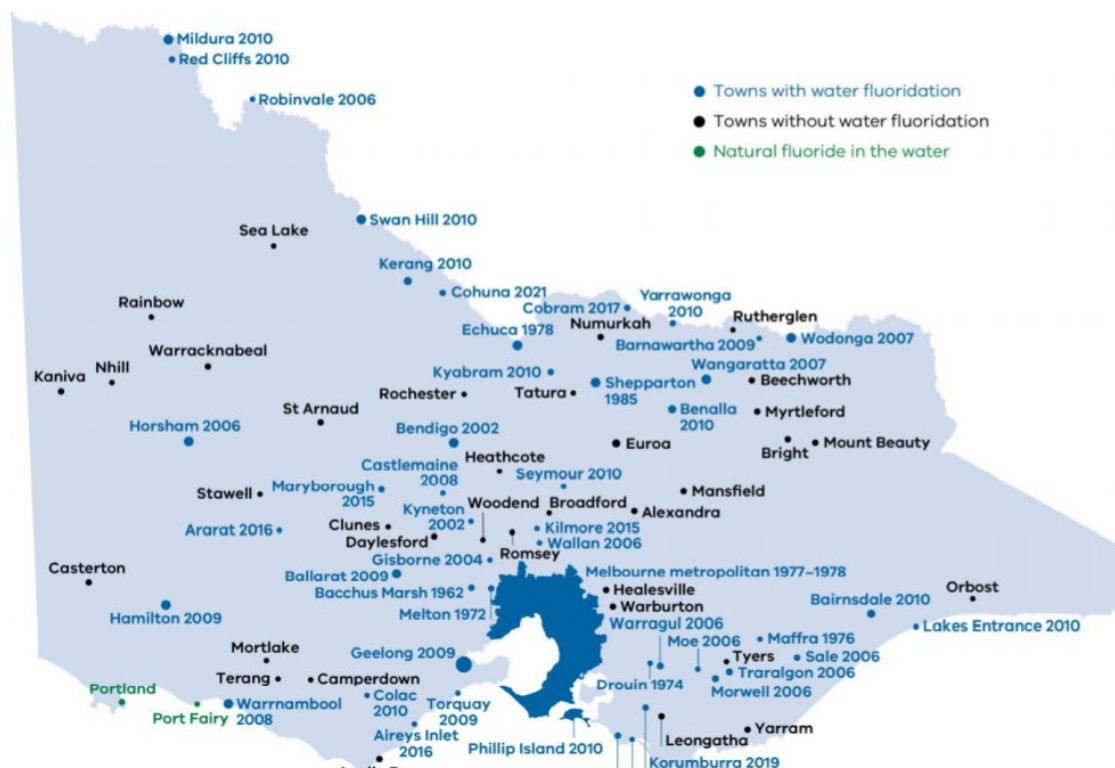 Mildura 2010
Red Cliffs 2010
Robinvale 2006
Towns with water fluoridation
Towns without water fluoridation
Natural fluoride in the water
Swan Hill 2010
Sea Lake
Kerang 2010
Cohuna 2021
Rainbow
Cobram 2017
Yarrawonga
2010
Rutherglen
Echuca 1978
Numurkah
Barnawartha 2009
Wodonga 2007
Warracknabeal
Nhill
Kaniva
Kyabram 2010
Wangaratta 2007
Rochester
Tatura
Shepparton
1985
Beechworth
St Arnaud
Benalla
2010
Myrtleford
Horsham 2006
Bendigo 2002
Euroa
Bright
Mount Beauty
Heathcote
Castlemaine
2008
Seymour 2010
Stawell
Maryborough
2015
Woodend
Broadford
Mansfield
Alexandra
Kyneton
2002
Ararat 2016
Clunes
Daylesford
Kilmore 2015
Wallan 2006
Romsey
Gisborne 2004
Casterton
Ballarat 2009
Bacchus Marsh 1962
Melton 1972
Melbourne metropolitan 1977–1978
Healesville
Warburton
Orbost
Bairnsdale 2010
Hamilton 2009
Warragul 2006
Lakes Entrance 2010
Moe 2006
Maffra 1976
Mortlake
Geelong 2009
Tyers
Sale 2006
Terang
Camperdown
Drouin 1974
Traralgon 2006
Morwell 2006
Portland
Port Fairy
Warrnambool
2008
Colac
2010
Torquay
2009
Aireys Inlet
2016
Phillip Island 2010
Leongatha
Yarram
Korumburra 2019